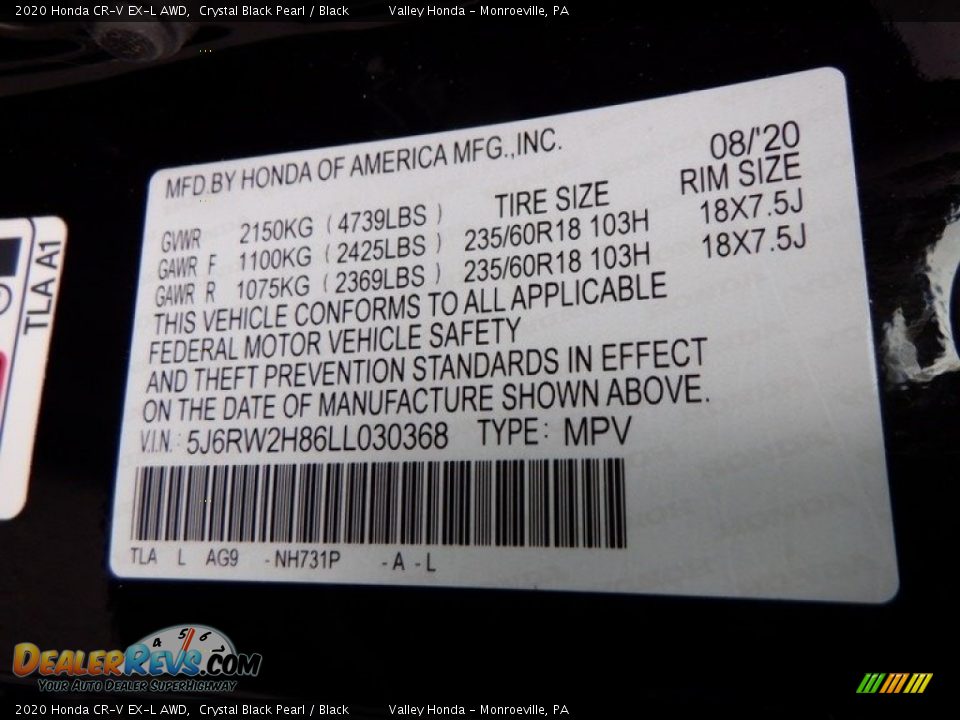 2020 Honda CR-V EX-L AWD, Crystal Black Pearl / Black Valley Honda - Monroeville, PA
MFD.BY HONDA OF AMERICA MFG.,INC. 08/'20
TIRE SIZE RIM SIZE
GVWR 2150KG (4739LBS)
GAWR F 1100KG (2425LBS) 235/60R18 103H 18X7.5J
GAWR R 1075KG (2369LBS) 235/60R18 103H 18X7.5J
THIS VEHICLE CONFORMS TO ALL APPLICABLE
FEDERAL MOTOR VEHICLE SAFETY
AND THEFT PREVENTION STANDARDS IN EFFECT
ON THE DATE OF MANUFACTURE SHOWN ABOVE.
V.I.N.: 5J6RW2H86LL030368 TYPE: MPV
TLA L AG9 -NH731P -A -L
TLA A1
4 5 6
DEALERREVS.COM
YOUR AUTO DEALER SUPERHIGHWAY
2020 Honda CR-V EX-L AWD, Crystal Black Pearl / Black Valley Honda - Monroeville, PA